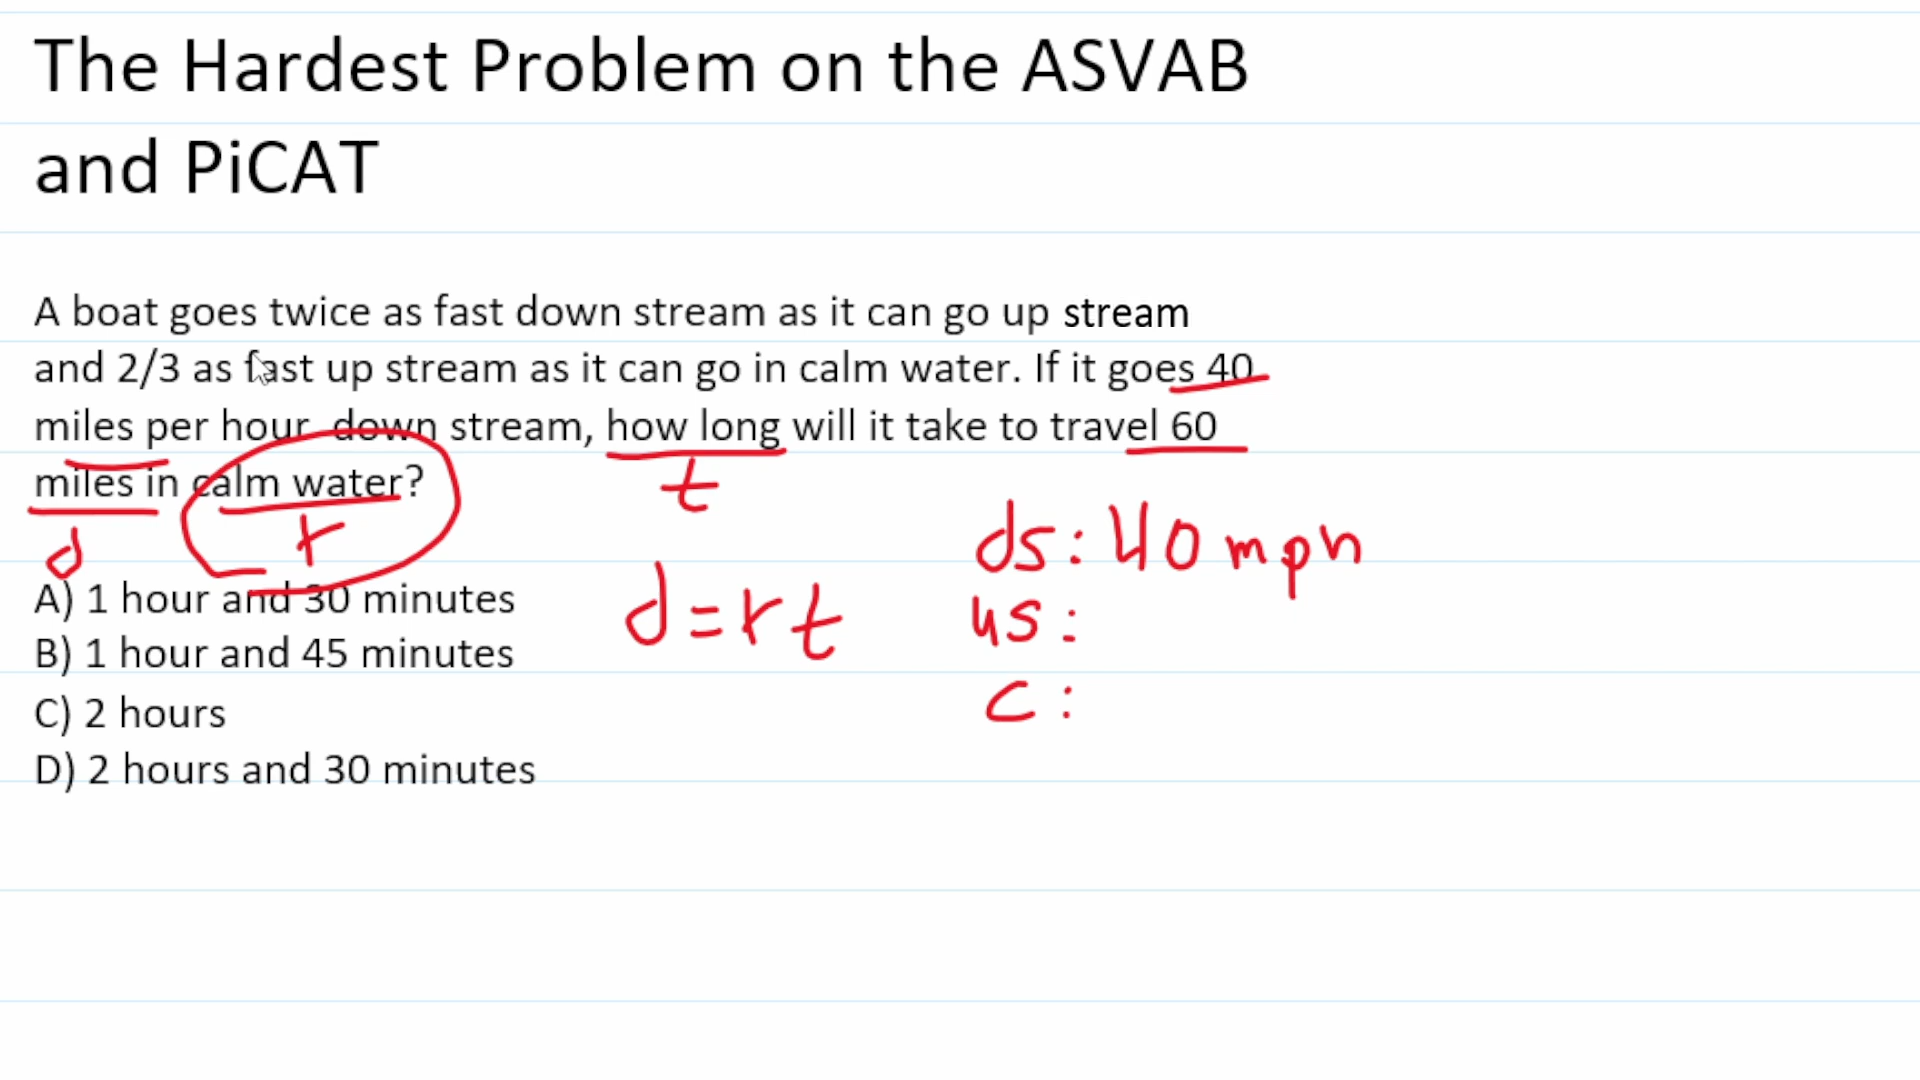 The Hardest Problem on the ASVAB
and PiCAT
A boat goes twice as fast down stream as it can go up stream
and 2/3 as fast up stream as it can go in calm water. If it goes 40
miles per hour down stream, how long will it take to travel 60
miles in calm water?
t
d
r
ds: 40 mph
A) 1 hour and 30 minutes
d=rt
us:
B) 1 hour and 45 minutes
c:
C) 2 hours
D) 2 hours and 30 minutes